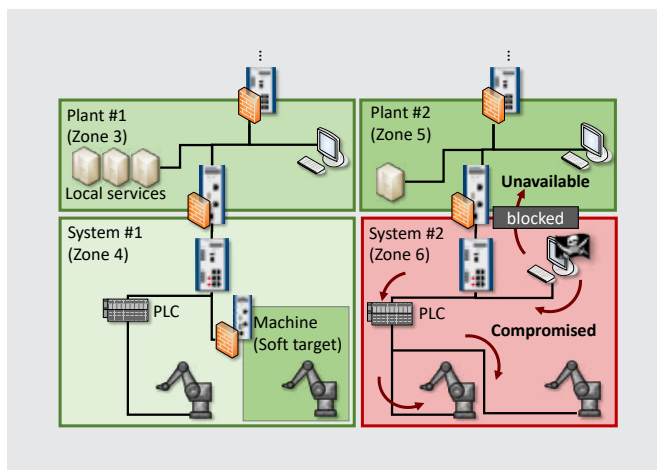 ...
...
Plant #1
(Zone 3)
Local services
Plant #2
(Zone 5)
Unavailable
System #1
(Zone 4)
PLC
Machine
(Soft target)
blocked
System #2
(Zone 6)
PLC
Compromised